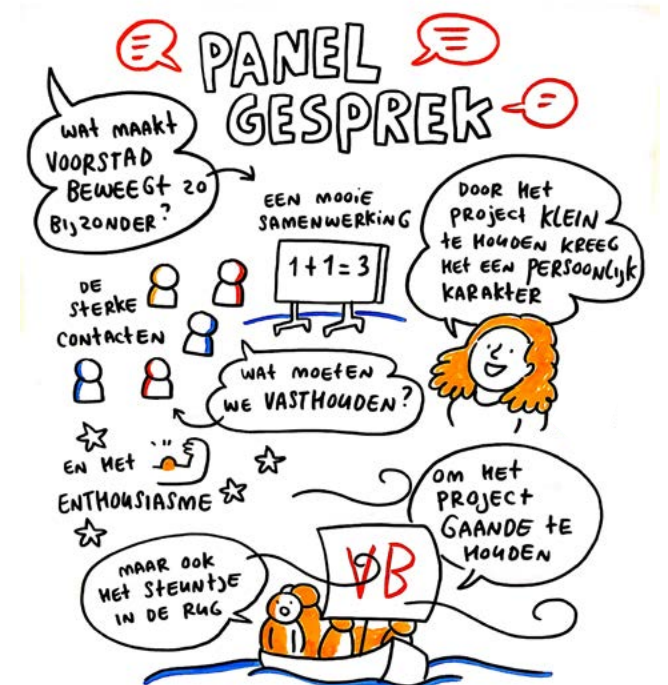 PANEL
GESPREK
WAT MAAKT
VOORSTAD
BEWEEGT ZO
BIJZONDER?
EEN MOOIE
SAMENWERKING
1+1=3
DOOR HET
PROJECT KLEIN
TE HOUDEN KREEG
HET EEN PERSOONLIJK
KARAKTER
DE
STERKE
CONTACTEN
WAT MOETEN
WE VASTHOUDEN?
EN HET
ENTHOUSIASME
OM HET
PROJECT
GAANDE TE
HOUDEN
MAAR OOK
HET STEUNTJE
IN DE RUG
VB